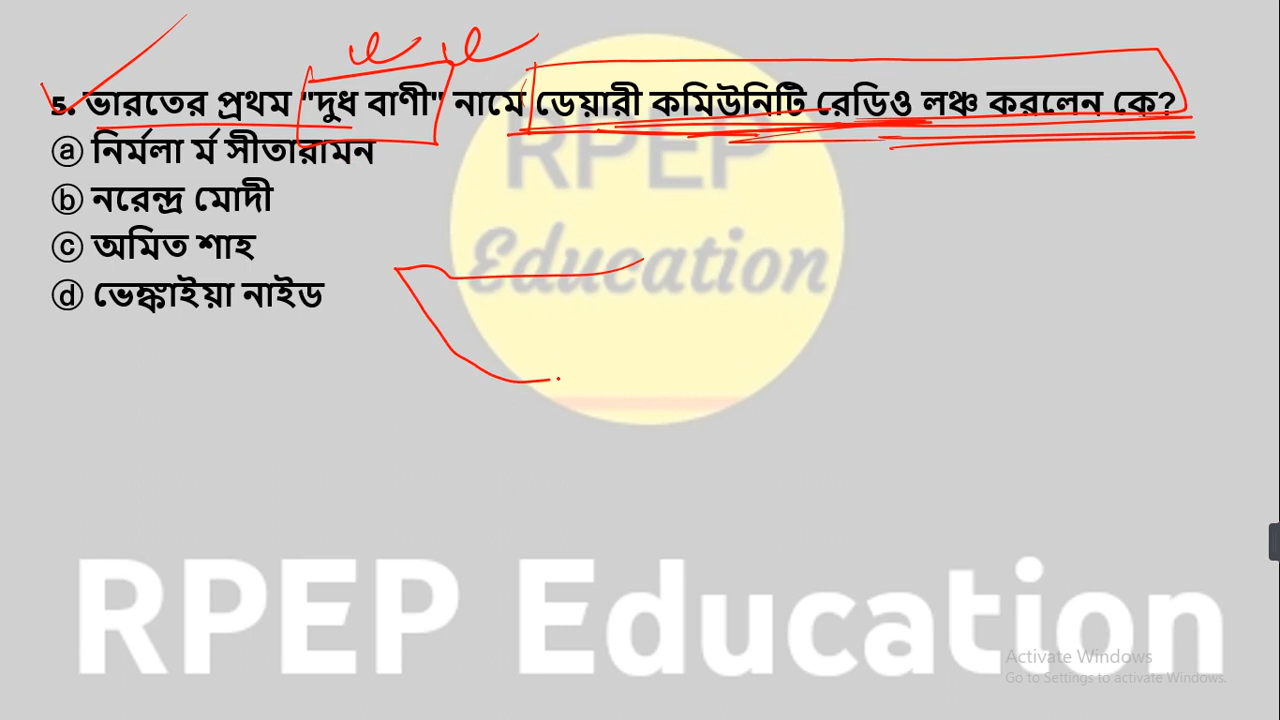 5. ভারতের প্রথম "দুধ বাণী" নামে ডেয়ারী কমিউনিটি রেডিও লঞ্চ করলেন কে?
ⓐ নির্মলা র্ম সীতারামন
ⓑ নরেন্দ্র মোদী
ⓒ অমিত শাহ
ⓓ ভেঙ্কাইয়া নাইড
RPEP
Education
RPEP Education
Activate Windows
Go to Settings to activate Windows.